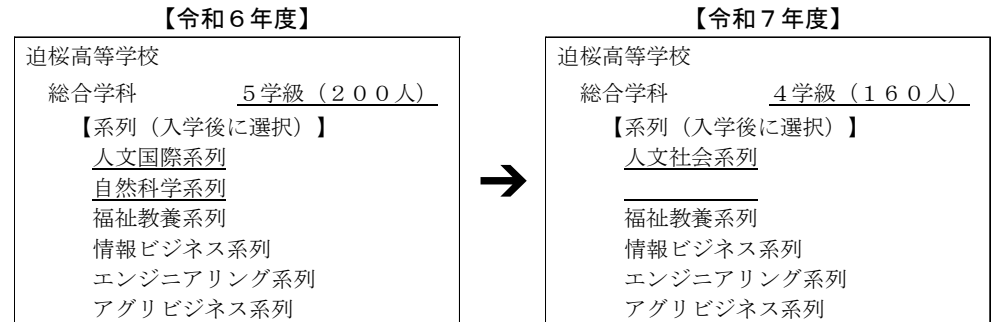 【令和６年度】
迫桜高等学校
総合学科　５学級（２００人）
【系列（入学後に選択）】
人文国際系列
自然科学系列
福祉教養系列
情報ビジネス系列
エンジニアリング系列
アグリビジネス系列
➔
【令和７年度】
迫桜高等学校
総合学科　４学級（１６０人）
【系列（入学後に選択）】
人文社会系列
福祉教養系列
情報ビジネス系列
エンジニアリング系列
アグリビジネス系列